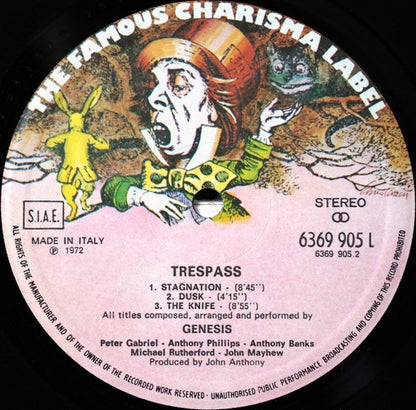 THE FAMOUS CHARISMA LABEL
S.I.A.E.
STEREO
MADE IN ITALY
℗ 1972
6369 905 L
6369 905.2
TRESPASS
1. STAGNATION - (8'45'')
2. DUSK - (4'15'')
3. THE KNIFE - (8'55'')
All titles composed, arranged and performed by
GENESIS
Peter Gabriel - Anthony Phillips - Anthony Banks
Michael Rutherford - John Mayhew
Produced by John Anthony
ALL RIGHTS OF THE MANUFACTURER AND OF THE OWNER OF THE RECORDED WORK RESERVED - UNAUTHORISED PUBLIC PERFORMANCE BROADCASTING AND COPYING OF THIS RECORD PROHIBITED